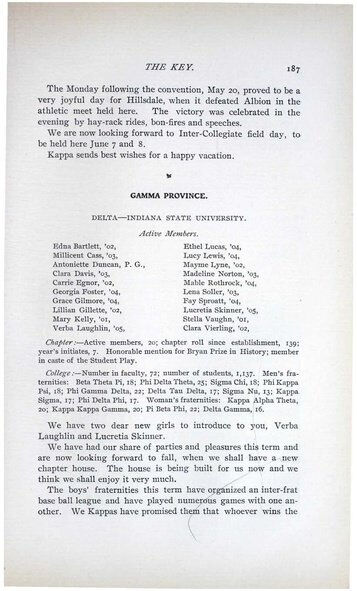 THE KEY. 187
The Monday following the convention, May 20, proved to be a
very joyful day for Hillsdale, when it defeated Albion in the
athletic meet held here. The victory was celebrated in the
evening by hay-rack rides, bon-fires and speeches.
We are now looking forward to Inter-Collegiate field day, to
be held here June 7 and 8.
Kappa sends best wishes for a happy vacation.
GAMMA PROVINCE.
DELTA—INDIANA STATE UNIVERSITY.
Active Members.
Edna Bartlett, '02,
Millicent Cass, '03,
Antoniette Duncan, P. G.,
Clara Davis, '03,
Carrie Egnor, '02,
Georgia Foster, '04,
Grace Gilmore, '04,
Lillian Gillette, '02,
Mary Kelly, '01,
Verba Laughlin, '05,
Ethel Lucas, '04,
Lucy Lewis, '04,
Mayme Lyne, '02,
Madeline Norton, '03,
Mable Rothrock, '04,
Lena Soller, '03,
Fay Sproatt, '04,
Lucretia Skinner, '05,
Stella Vaughn, '01,
Clara Vierling, '02,
Chapter:—Active members, 20; chapter roll since establishment, 139;
year's initiates, 7. Honorable mention for Bryan Prize in History; member
in caste of the Student Play.
College:—Number in faculty, 72; number of students, 1,137. Men's fra-
ternities: Beta Theta Pi, 18; Phi Delta Theta, 25; Sigma Chi, 18; Phi Kappa
Psi, 18; Phi Gamma Delta, 22; Delta Tau Delta, 17; Sigma Nu, 13; Kappa
Sigma, 17; Phi Delta Phi, 17. Woman's fraternities: Kappa Alpha Theta,
20; Kappa Kappa Gamma, 20; Pi Beta Phi, 22; Delta Gamma, 16.
We have two dear new girls to introduce to you, Verba
Laughlin and Lucretia Skinner.
We have had our share of parties and pleasures this term and
are now looking forward to fall, when we shall have a new
chapter house. The house is being built for us now and we
think we shall enjoy it very much.
The boys' fraternities this term have organized an inter-frat
base ball league and have played numerous games with one an-
other. We Kappas have promised them that whoever wins the